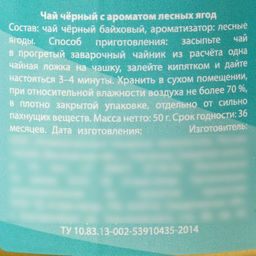 Чай чёрный с ароматом лесных ягод
Состав: чай чёрный байховый, ароматизатор: лесные
ягоды. Способ приготовления: засыпьте чай
в прогретый заварочный чайник из расчёта одна
чайная ложка на чашку, залейте кипятком и дайте
настояться 3–4 минуты. Хранить в сухом помещении,
при относительной влажности воздуха не более 70 %,
в плотно закрытой упаковке, отдельно от сильно
пахнущих веществ. Масса нетто: 50 г. Срок годности: 36
месяцев. Дата изготовления: Изготовитель:
ТУ 10.83.13-002-53910435-2014